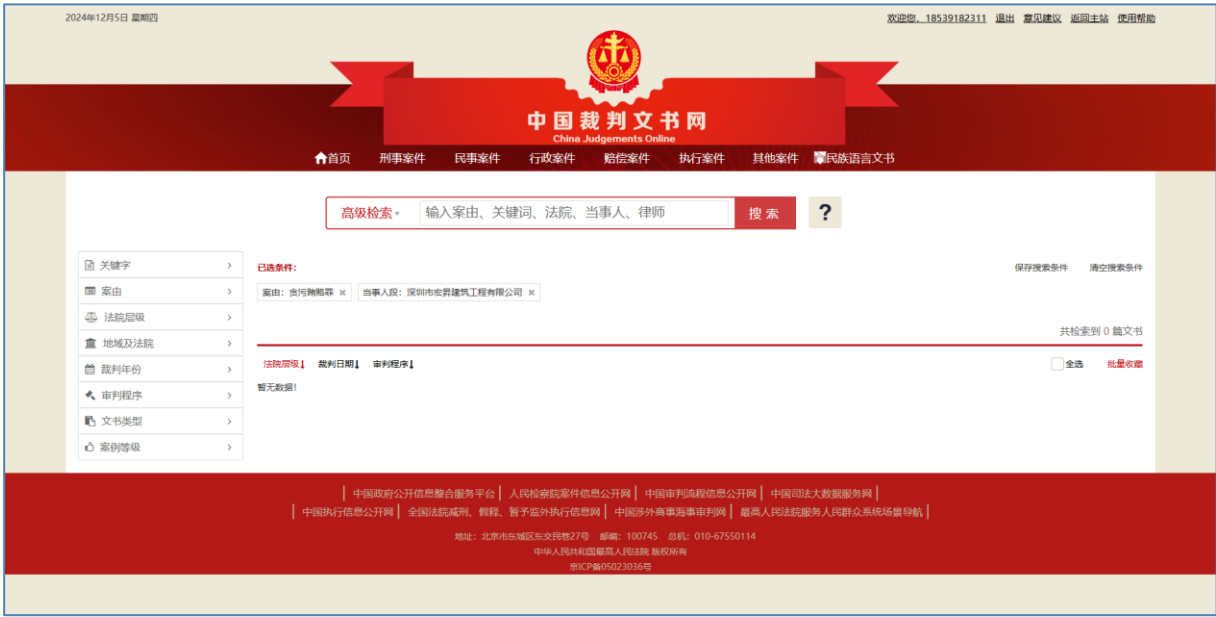 2024年12月5日 星期四
欢迎您，18539182311 退出 意见建议 返回主站 使用帮助
中国裁判文书网
China Judgements Online
首页 刑事案件 民事案件 行政案件 赔偿案件 执行案件 其他案件 民族语言文书
高级检索 输入案由、关键词、法院、当事人、律师 搜索 ?
关键字
案由
法院层级
地域及法院
裁判年份
审判程序
文书类型
案例等级
已选条件：
保存搜索条件 清空搜索条件
案由：贪污贿赂罪 × 当事人段：深圳市宏昇建筑工程有限公司 ×
共检索到 0 篇文书
法院层级 裁判日期 审判程序
全选 批量收藏
暂无数据!
| 中国政府公开信息整合服务平台 | 人民检察院案件信息公开网 | 中国审判流程信息公开网 | 中国司法大数据服务网 |
| 中国执行信息公开网 | 全国法院减刑、假释、暂予监外执行信息网 | 中国涉外商事海事审判网 | 最高人民法院服务人民群众系统场景导航 |
地址：北京市东城区东交民巷27号 邮编：100745 总机：010-67550114
中华人民共和国最高人民法院 版权所有
京ICP备05023036号